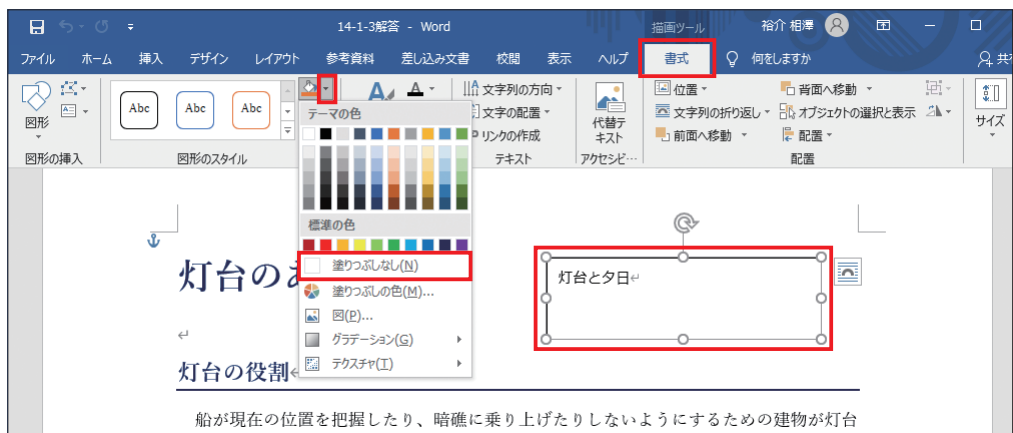 14-1-3解答 - Word
描画ツール
裕介 相澤
ファイル ホーム 挿入 デザイン レイアウト 参考資料 差し込み文書 校閲 表示 ヘルプ 書式 何をしますか 共
図形
Abc Abc Abc
A A
文字列の方向
文字の配置
リンクの作成
代替テ
キスト
位置
文字列の折り返し
前面へ移動
背面へ移動
オブジェクトの選択と表示
配置
サイズ
図形の挿入 図形のスタイル テキスト アクセシビ… 配置
テーマの色
標準の色
塗りつぶしなし(N)
塗りつぶしの色(M)...
図(P)...
グラデーション(G)
テクスチャ(T)
灯台と夕日
灯台の
灯台の役割
船が現在の位置を把握したり、暗礁に乗り上げたりしないようにするための建物が灯台